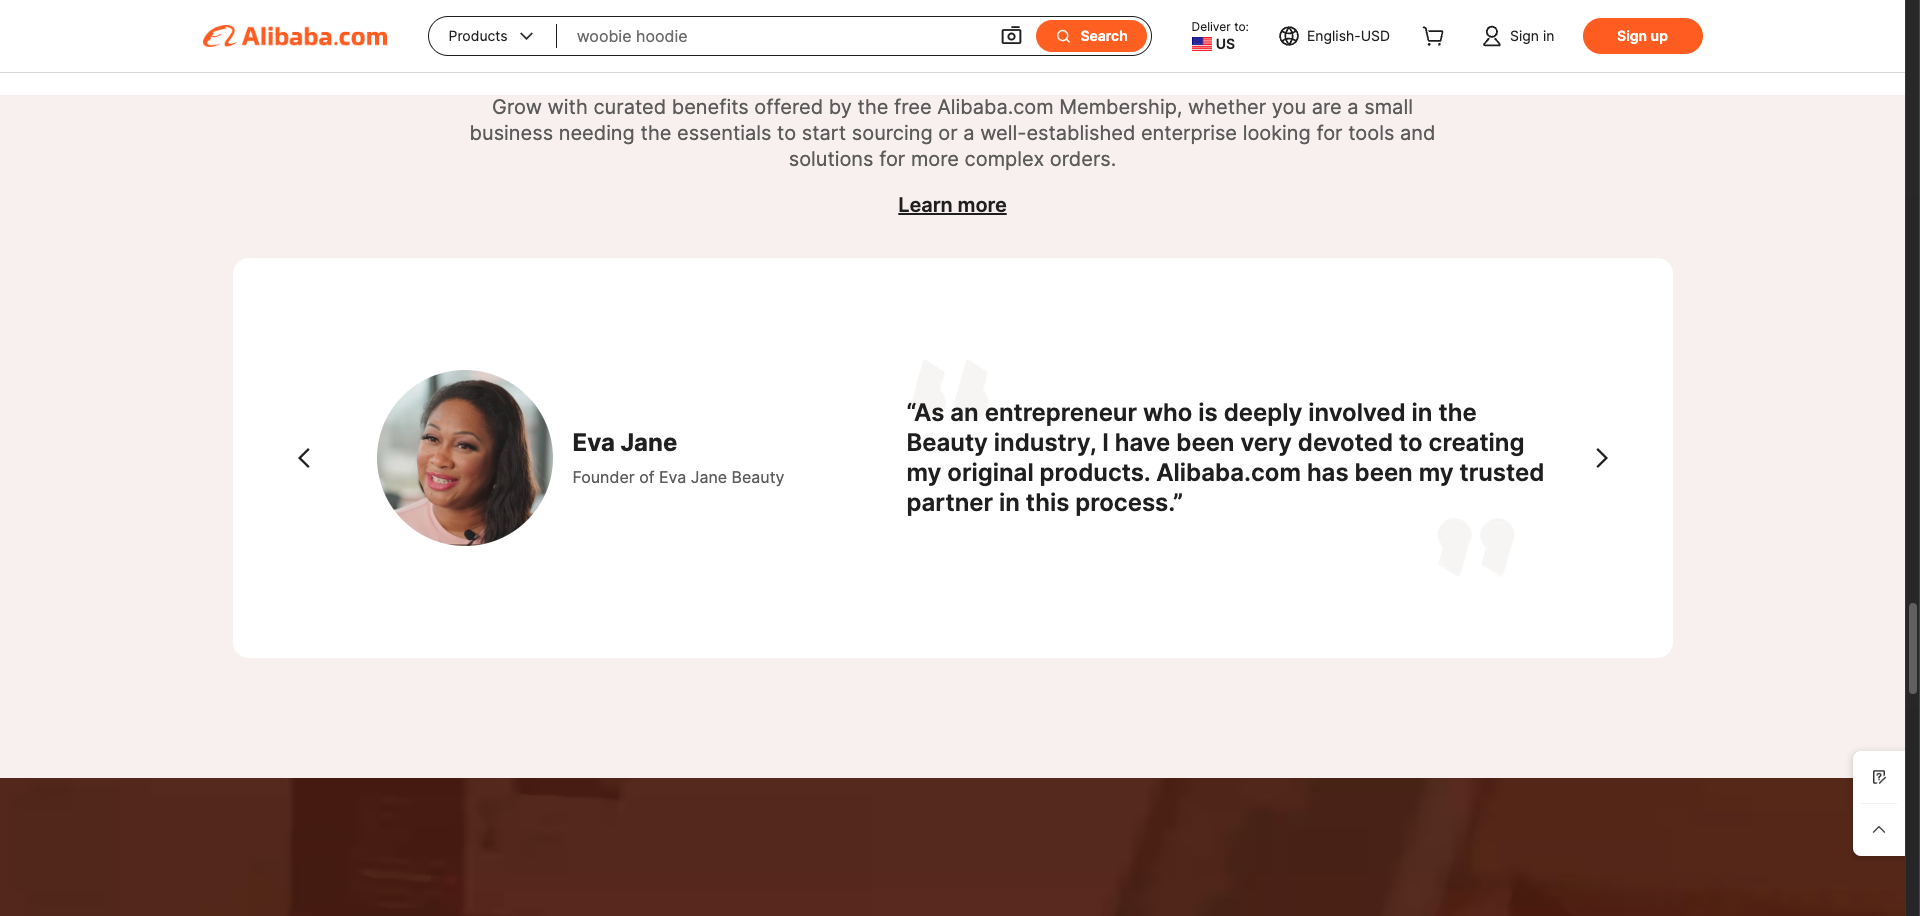 Alibaba.com
Products
woobie hoodie
Search
Deliver to:
US
English-USD
Sign in
Sign up
Grow with curated benefits offered by the free Alibaba.com Membership, whether you are a small
business needing the essentials to start sourcing or a well-established enterprise looking for tools and
solutions for more complex orders.
Learn more
Eva Jane
Founder of Eva Jane Beauty
“As an entrepreneur who is deeply involved in the
Beauty industry, I have been very devoted to creating
my original products. Alibaba.com has been my trusted
partner in this process.”